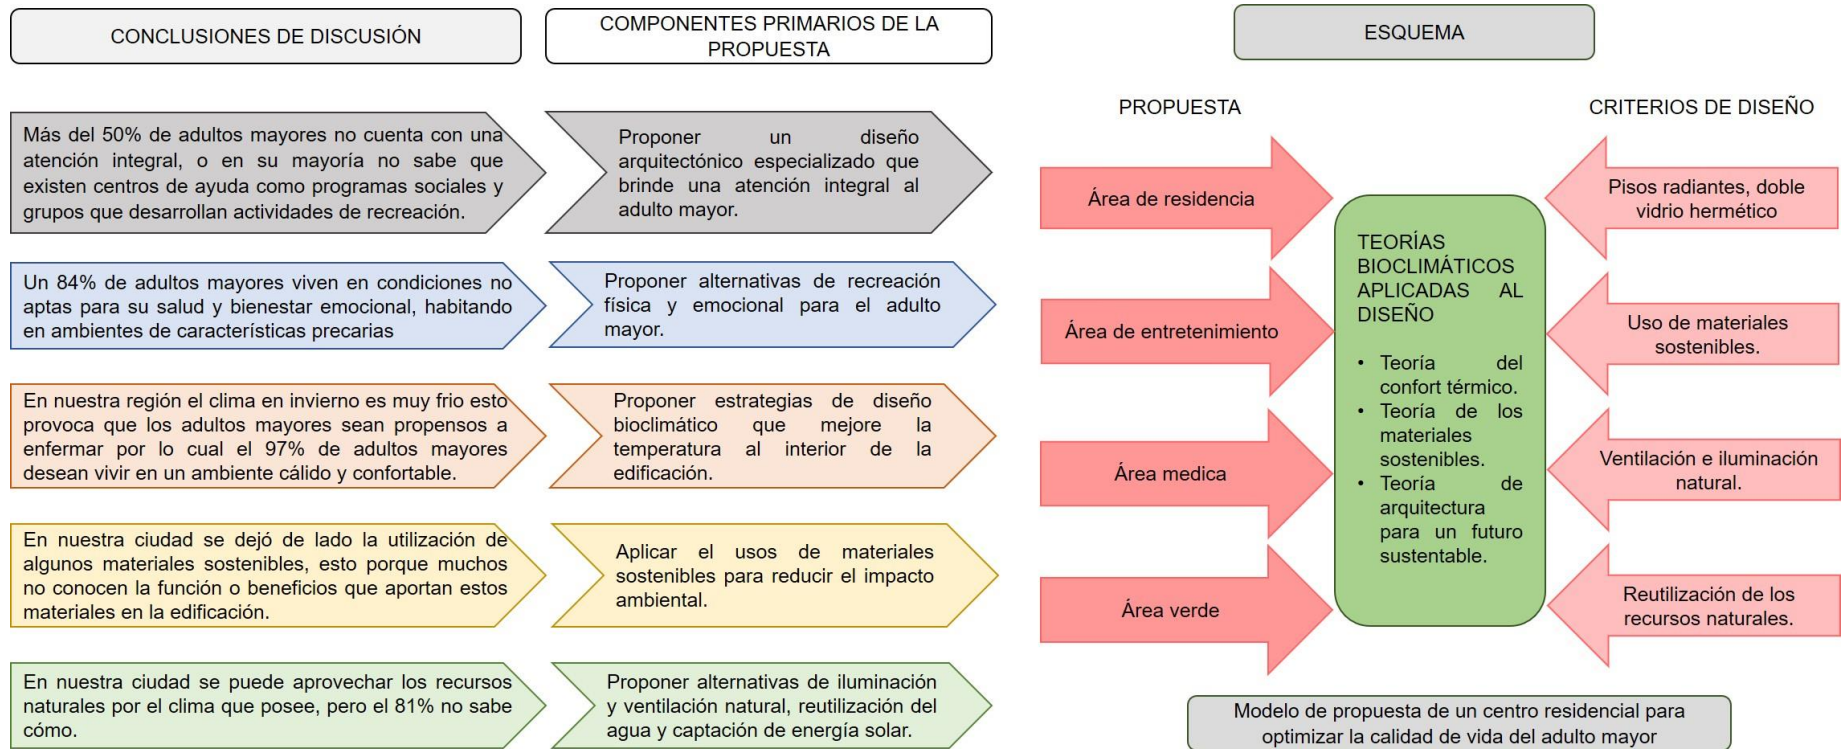 CONCLUSIONES DE DISCUSIÓN
COMPONENTES PRIMARIOS DE LA
PROPUESTA
Más del 50% de adultos mayores no cuenta con una
atención integral, o en su mayoría no sabe que
existen centros de ayuda como programas sociales y
grupos que desarrollan actividades de recreación.
Proponer un diseño
arquitectónico especializado que
brinde una atención integral al
adulto mayor.
Un 84% de adultos mayores viven en condiciones no
aptas para su salud y bienestar emocional, habitando
en ambientes de características precarias
Proponer alternativas de recreación
física y emocional para el adulto
mayor.
En nuestra región el clima en invierno es muy frio esto
provoca que los adultos mayores sean propensos a
enfermar por lo cual el 97% de adultos mayores
desean vivir en un ambiente cálido y confortable.
Proponer estrategias de diseño
bioclimático que mejore la
temperatura al interior de la
edificación.
En nuestra ciudad se dejó de lado la utilización de
algunos materiales sostenibles, esto porque muchos
no conocen la función o beneficios que aportan estos
materiales en la edificación.
Aplicar el usos de materiales
sostenibles para reducir el impacto
ambiental.
En nuestra ciudad se puede aprovechar los recursos
naturales por el clima que posee, pero el 81% no sabe
cómo.
Proponer alternativas de iluminación
y ventilación natural, reutilización del
agua y captación de energía solar.
ESQUEMA
PROPUESTA
CRITERIOS DE DISEÑO
Área de residencia
Área de entretenimiento
Área medica
Área verde
TEORÍAS
BIOCLIMÁTICOS
APLICADAS AL
DISEÑO
• Teoría del
confort térmico.
• Teoría de los
materiales
sostenibles.
• Teoría de
arquitectura
para un futuro
sustentable.
Pisos radiantes, doble
vidrio hermético
Uso de materiales
sostenibles.
Ventilación e iluminación
natural.
Reutilización de los
recursos naturales.
Modelo de propuesta de un centro residencial para
optimizar la calidad de vida del adulto mayor